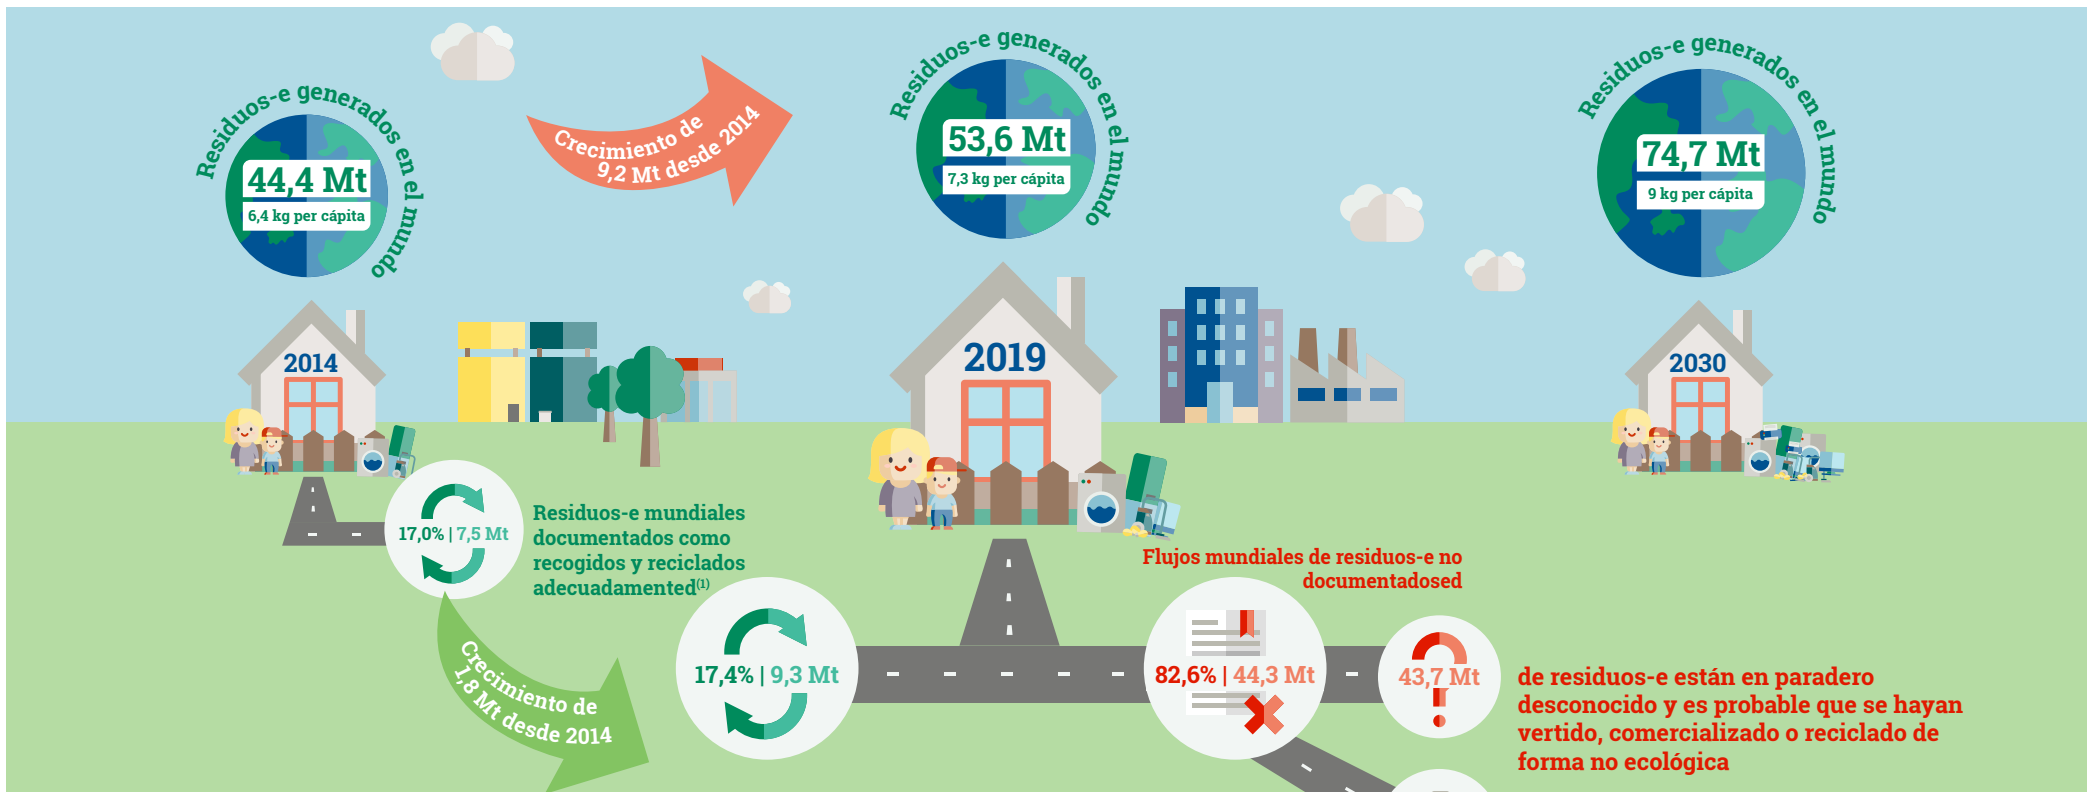 Residuos-e generados en el mundo
44,4 Mt
6,4 kg per cápita
Crecimiento de
9,2 Mt desde 2014
Residuos-e generados en el mundo
53,6 Mt
7,3 kg per cápita
Residuos-e generados en el mundo
74,7 Mt
9 kg per cápita
2014
2019
2030
17,0% | 7,5 Mt
Residuos-e mundiales
documentados como
recogidos y reciclados
adecuadamented(1)
Crecimiento de
1,8 Mt desde 2014
17,4% | 9,3 Mt
Flujos mundiales de residuos-e no
documentadosed
82,6% | 44,3 Mt
43,7 Mt
de residuos-e están en paradero
desconocido y es probable que se hayan
vertido, comercializado o reciclado de
forma no ecológica